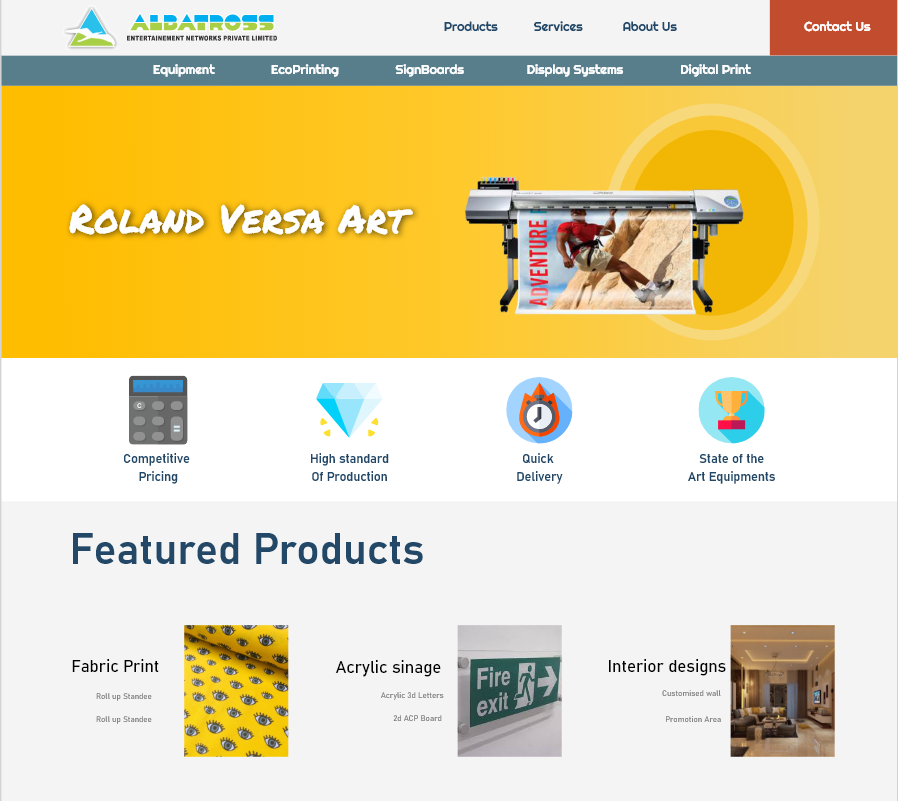 ALBATROSS
ENTERTAINEMENT NETWORKS PRIVATE LIMITED
Products Services About Us Contact Us
Equipment EcoPrinting SignBoards Display Systems Digital Print
Roland Versa Art
ADVENTURE
C
Competitive
Pricing
High standard
Of Production
Quick
Delivery
State of the
Art Equipments
Featured Products
Fabric Print
Roll up Standee
Roll up Standee
Acrylic sinage
Acrylic 3d Letters
2d ACP Board
Fire
exit
Interior designs
Customised wall
Promotion Area